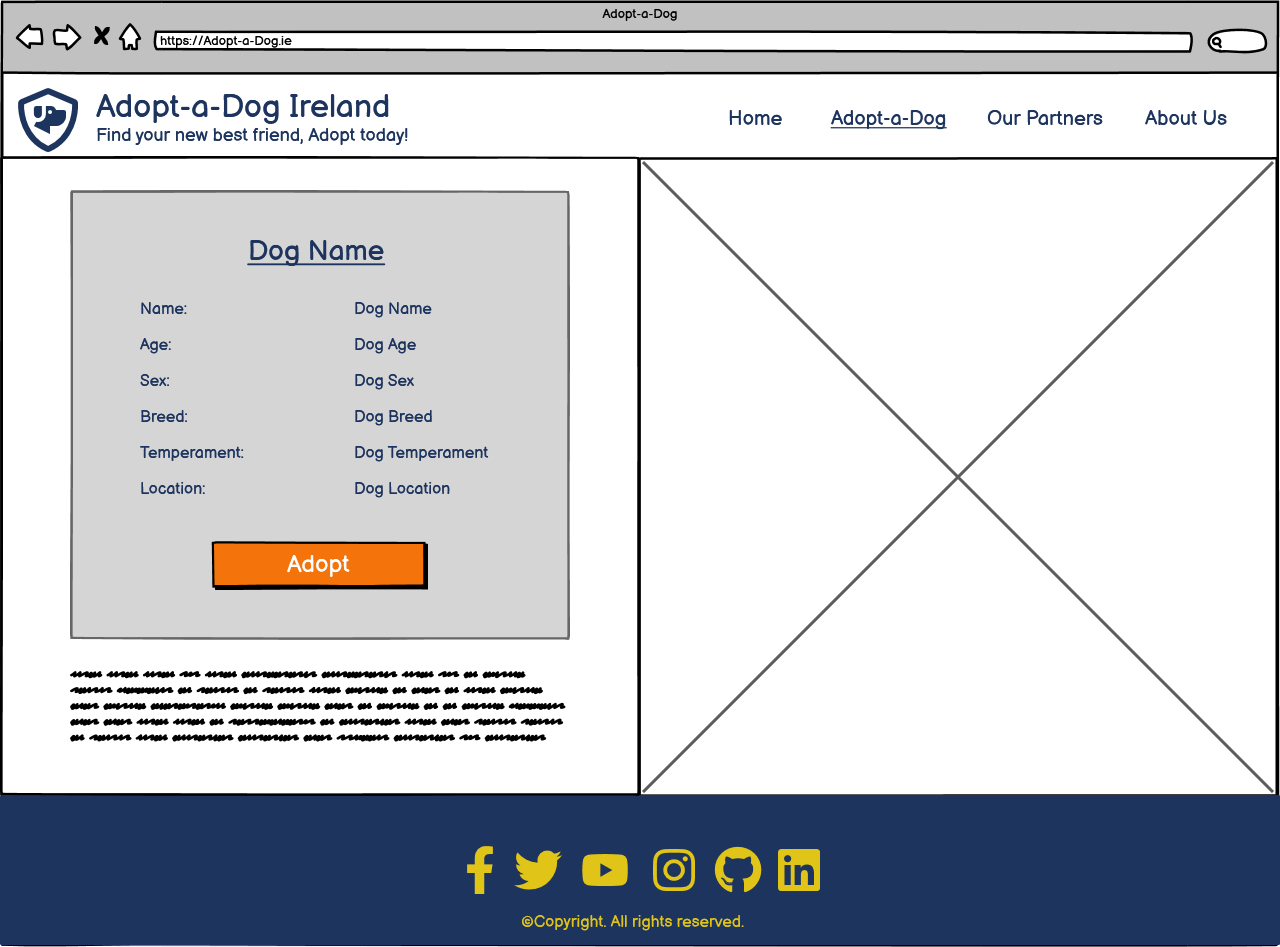 Adopt-a-Dog
https://Adopt-a-Dog.ie
Adopt-a-Dog Ireland
Find your new best friend, Adopt today!
Home Adopt-a-Dog Our Partners About Us
Dog Name
Name: Dog Name
Age: Dog Age
Sex: Dog Sex
Breed: Dog Breed
Temperament: Dog Temperament
Location: Dog Location
Adopt
©Copyright. All rights reserved.